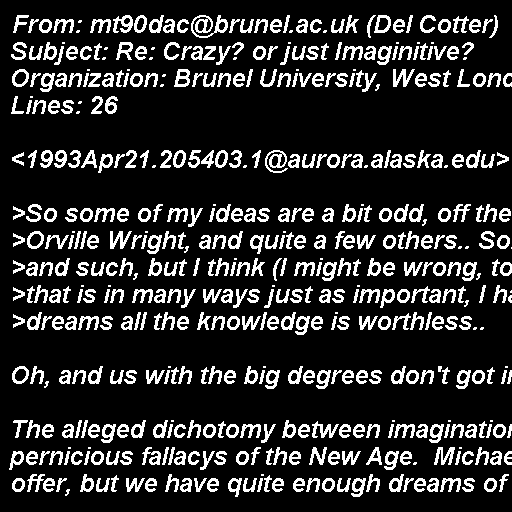 From: mt90dac@brunel.ac.uk (Del Cotter)
Subject: Re: Crazy? or just Imaginitive?
Organization: Brunel University, West Lond
Lines: 26

<1993Apr21.205403.1@aurora.alaska.edu>

>So some of my ideas are a bit odd, off the
>Orville Wright, and quite a few others.. So
>and such, but I think (I might be wrong, to
>that is in many ways just as important, I ha
>dreams all the knowledge is worthless..

Oh, and us with the big degrees don't got i

The alleged dichotomy between imagination
pernicious fallacys of the New Age.  Michae
offer, but we have quite enough dreams of